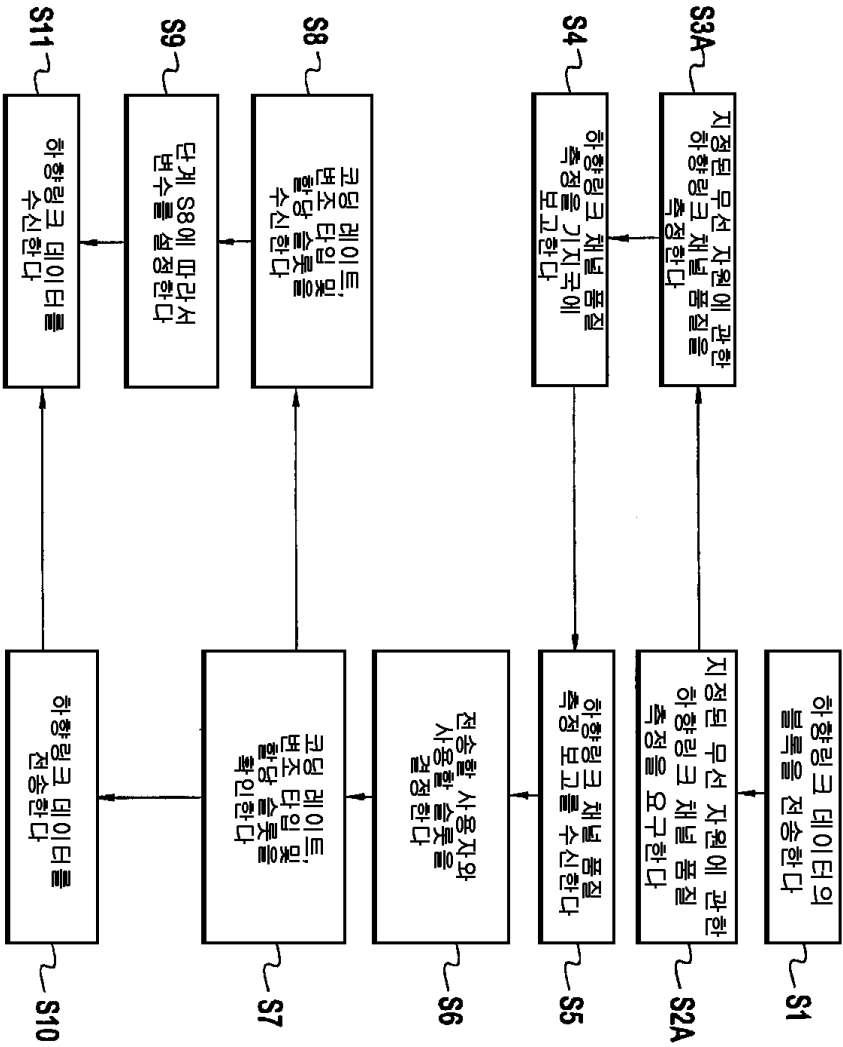 S1
하향링크 데이터의
블록을 전송한다
S2A
지정된 무선 자원에 관한
하향링크 채널 품질
측정을 요구한다
S3A
지정된 무선 자원에 관한
하향링크 채널 품질을
측정한다
S4
하향링크 채널 품질
측정을 기지국에
보고한다
S5
하향링크 채널 품질
측정 보고를 수신한다
S6
전송할 사용자와
사용할 슬롯을
결정한다
S7
코딩 레이트,
변조 타입 및
할당 슬롯을
확인한다
S8
코딩 레이트,
변조 타입 및
할당 슬롯을
수신한다
S9
단계 S8에 따라서
변수를 설정한다
S10
하향링크 데이터를
전송한다
S11
하향링크 데이터를
수신한다